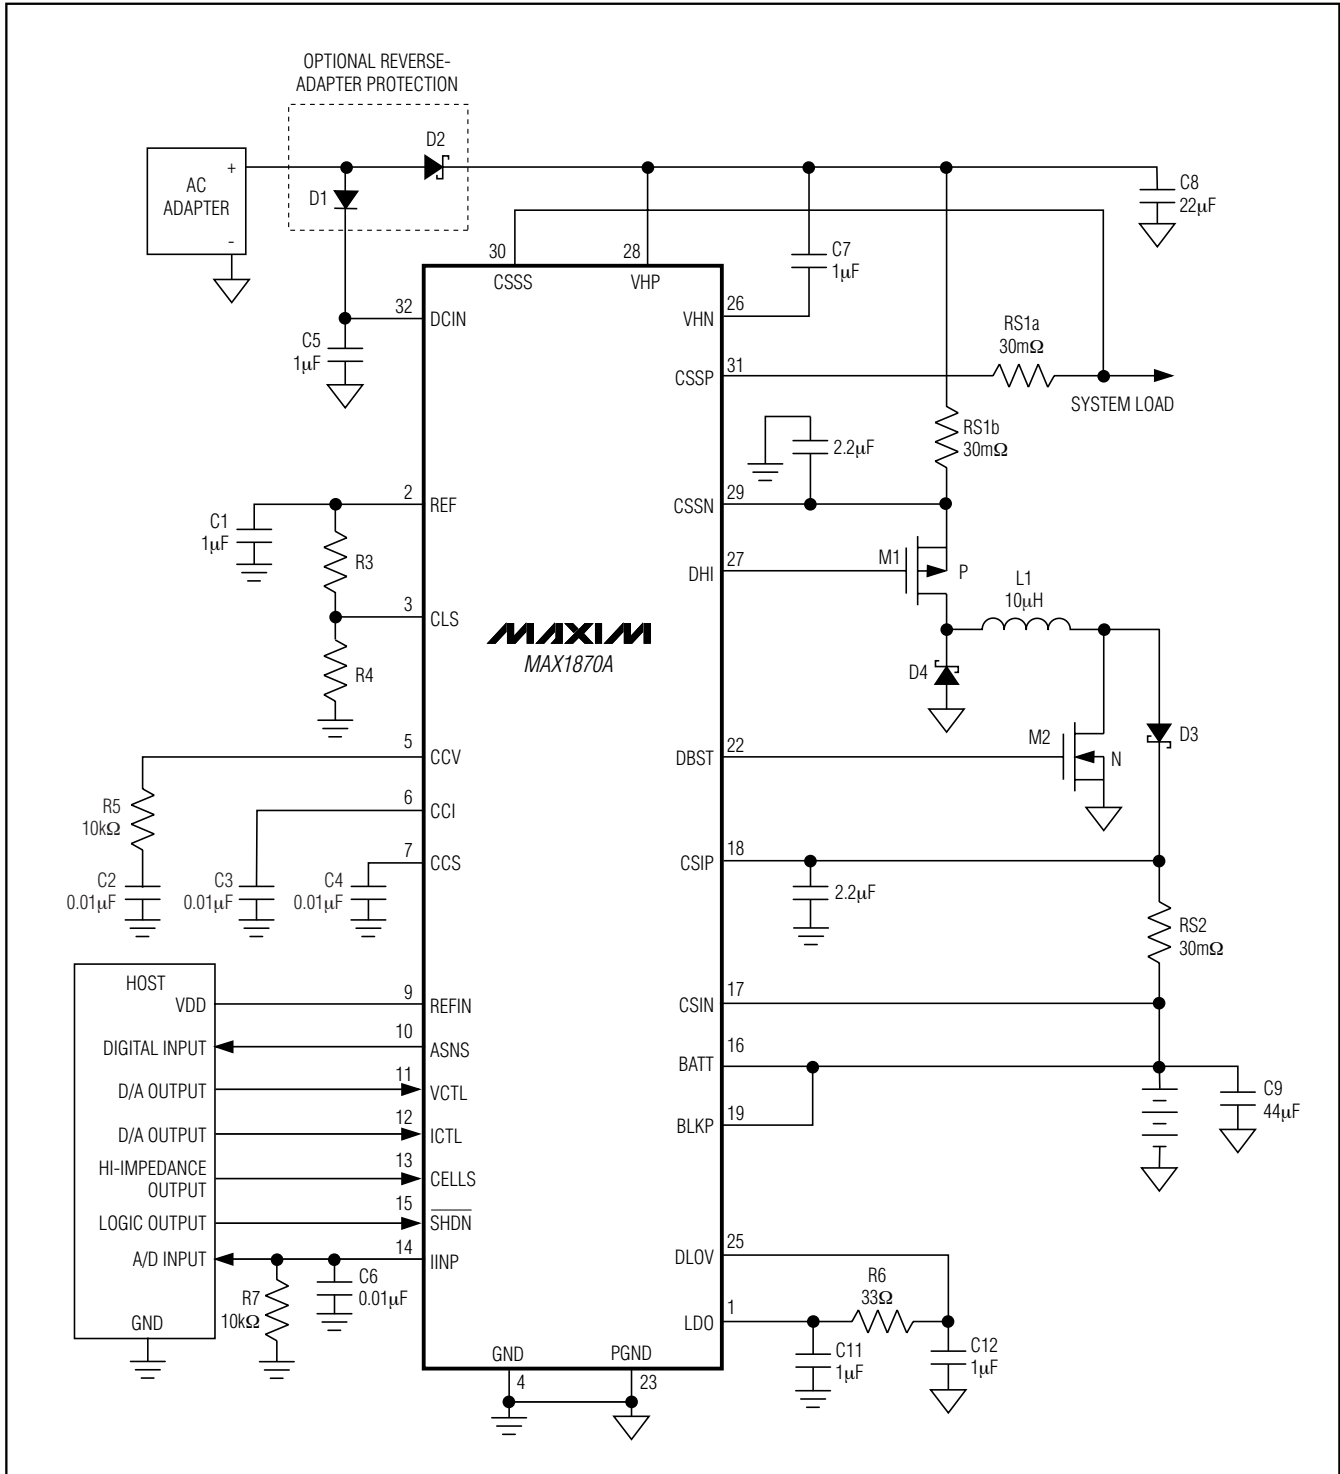 OPTIONAL REVERSE-
ADAPTER PROTECTION
D2
AC
ADAPTER
+
-
D1
C8
22µF
30
CSSS
28
VHP
C7
1µF
32
DCIN
26
VHN
C5
1µF
RS1a
30mΩ
31
CSSP
SYSTEM LOAD
RS1b
30mΩ
2.2µF
2
REF
29
CSSN
C1
1µF
R3
M1
P
27
DHI
L1
10µH
3
CLS
MAXIM
MAX1870A
R4
D4
5
CCV
22
DBST
M2
N
D3
6
CCI
R5
10kΩ
7
CCS
18
CSIP
C2
0.01µF
C3
0.01µF
C4
0.01µF
2.2µF
RS2
30mΩ
HOST
VDD
9
REFIN
17
CSIN
DIGITAL INPUT
10
ASNS
16
BATT
D/A OUTPUT
11
VCTL
C9
44µF
D/A OUTPUT
12
ICTL
19
BLKP
HI-IMPEDANCE
OUTPUT
13
CELLS
LOGIC OUTPUT
15
SHDN
A/D INPUT
14
IINP
25
DLOV
R7
10kΩ
C6
0.01µF
R6
33Ω
GND
1
LDO
C11
1µF
C12
1µF
GND
4
PGND
23